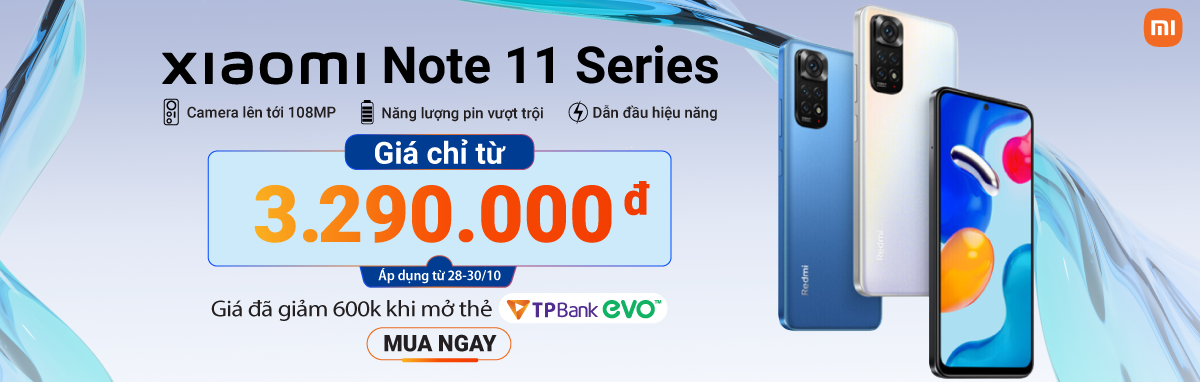 xiaomi Note 11 Series
Camera lên tới 108MP Năng lượng pin vượt trội Dẫn đầu hiệu năng
Giá chỉ từ
3.290.000 đ
Áp dụng từ 28-30/10
Giá đã giảm 600k khi mở thẻ TPBank evo™
MUA NGAY
mi
Redmi
Redmi